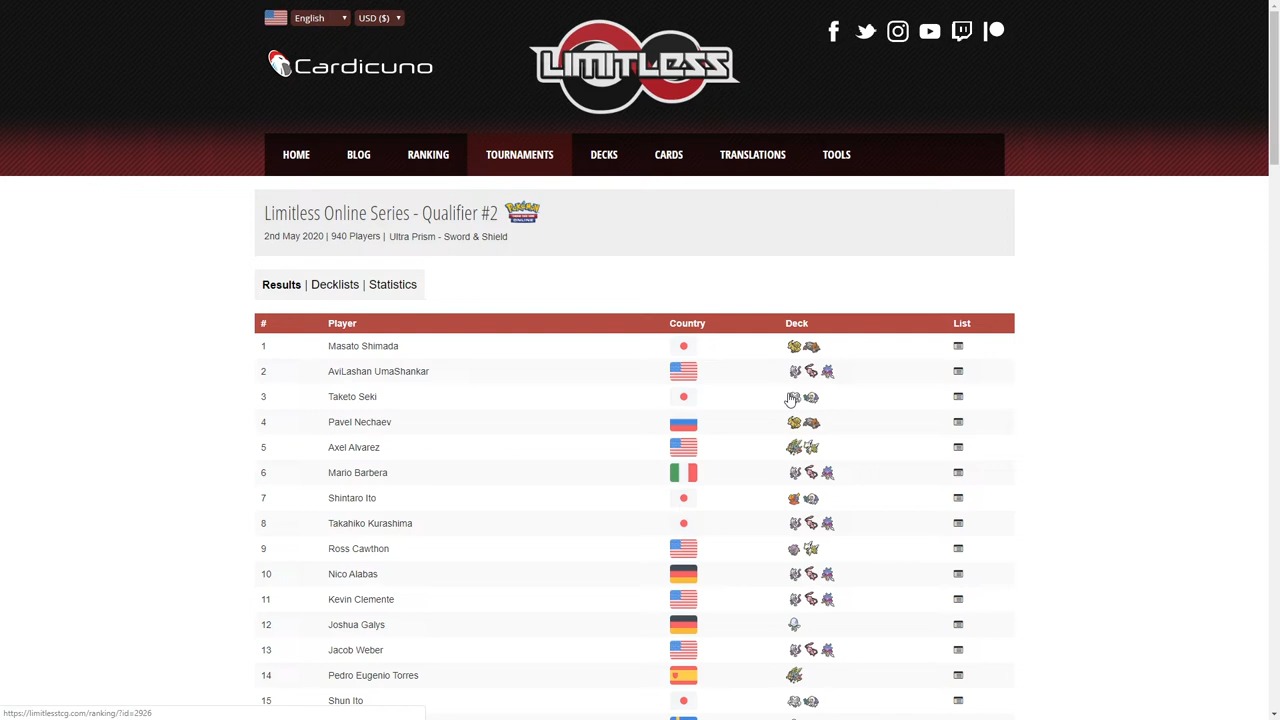 English USD ($)
Cardicuno
LIMITLESS
HOME BLOG RANKING TOURNAMENTS DECKS CARDS TRANSLATIONS TOOLS
Limitless Online Series - Qualifier #2
2nd May 2020 | 940 Players | Ultra Prism - Sword & Shield
Results | Decklists | Statistics
# Player Country Deck List
1 Masato Shimada
2 AviLashan UmaShankar
3 Taketo Seki
4 Pavel Nechaev
5 Axel Alvarez
6 Mario Barbera
7 Shintaro Ito
8 Takahiko Kurashima
9 Ross Cawthon
10 Nico Alabas
11 Kevin Clemente
12 Joshua Galys
13 Jacob Weber
14 Pedro Eugenio Torres
15 Shun Ito
https://limitlesstcg.com/ranking/?id=2926